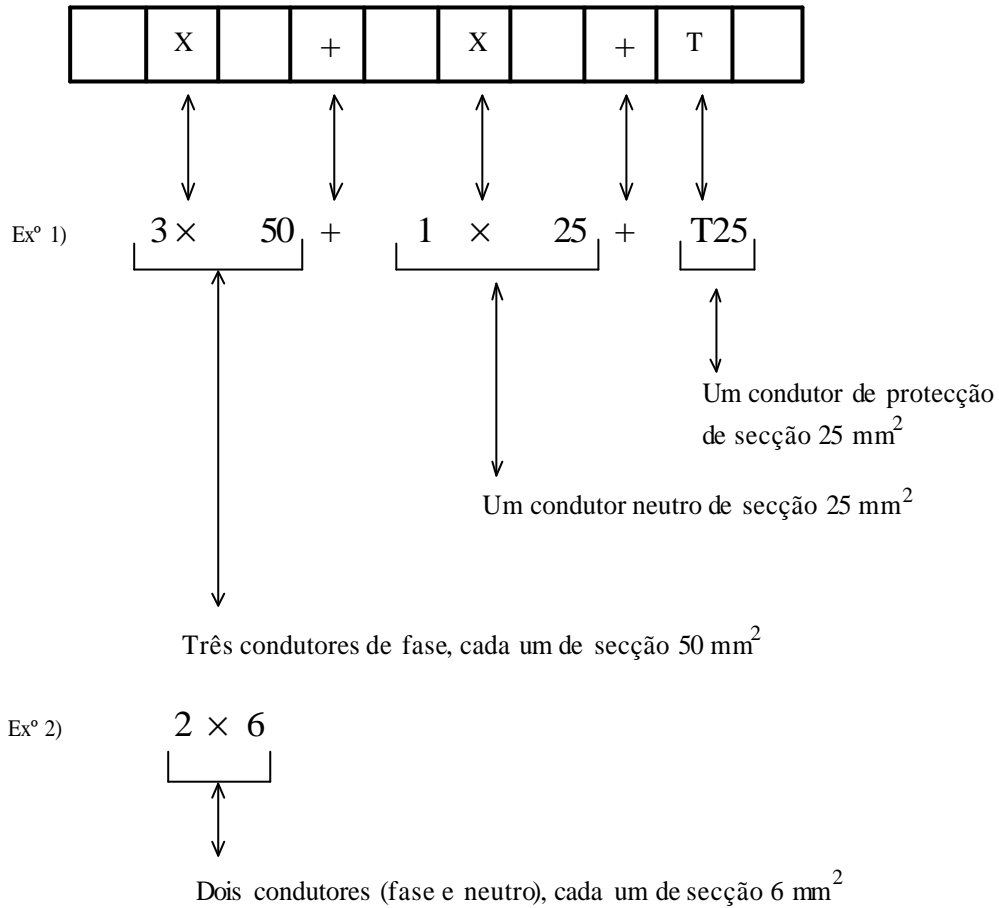 X + X + T
Exº 1) 3 × 50 + 1 × 25 + T25
Um condutor de protecção
de secção 25 mm²
Um condutor neutro de secção 25 mm²
Três condutores de fase, cada um de secção 50 mm²
Exº 2) 2 × 6
Dois condutores (fase e neutro), cada um de secção 6 mm²